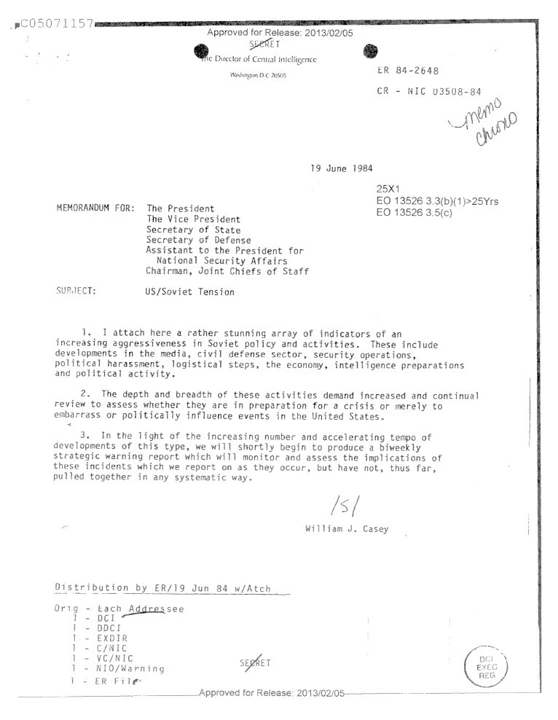 C05071157
Approved for Release: 2013/02/05
SECRET
The Director of Central Intelligence
Washington D C 20505
ER 84-2648
CR - NIC 03508-84
memo
chrono
19 June 1984
25X1
EO 13526 3.3(b)(1)>25Yrs
EO 13526 3.5(c)
MEMORANDUM FOR: The President
The Vice President
Secretary of State
Secretary of Defense
Assistant to the President for
National Security Affairs
Chairman, Joint Chiefs of Staff
SUBJECT: US/Soviet Tension
1. I attach here a rather stunning array of indicators of an
increasing aggressiveness in Soviet policy and activities. These include
developments in the media, civil defense sector, security operations,
political harassment, logistical steps, the economy, intelligence preparations
and political activity.
2. The depth and breadth of these activities demand increased and continual
review to assess whether they are in preparation for a crisis or merely to
embarrass or politically influence events in the United States.
3. In the light of the increasing number and accelerating tempo of
developments of this type, we will shortly begin to produce a biweekly
strategic warning report which will monitor and assess the implications of
these incidents which we report on as they occur, but have not, thus far,
pulled together in any systematic way.
/S/
William J. Casey
Distribution by ER/19 Jun 84 w/Atch
Orig - Each Addressee
1 - DCI
1 - DDCI
1 - EXDIR
1 - C/NIC
1 - VC/NIC
1 - NIO/Warning
1 - ER File
SECRET
DCI
EXEC
REG
Approved for Release: 2013/02/05